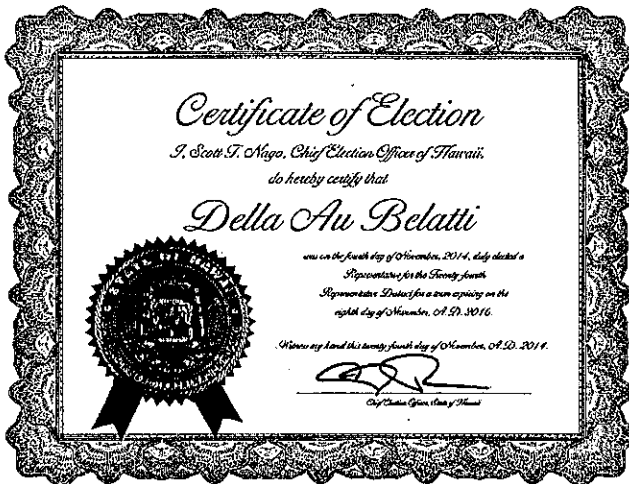 Certificate of Election
I, Scott T. Nago, Chief Election Officer of Hawaii,
do hereby certify that
Della Au Belatti
was on the fourth day of November, 2014, duly elected a
Representative for the Twenty-fourth
Representative District for a term expiring on the
eighth day of November, A.D. 2016.
Witness my hand this twenty-fourth day of November, A.D. 2014.
Chief Election Officer, State of Hawaii
STATE OF HAWAII